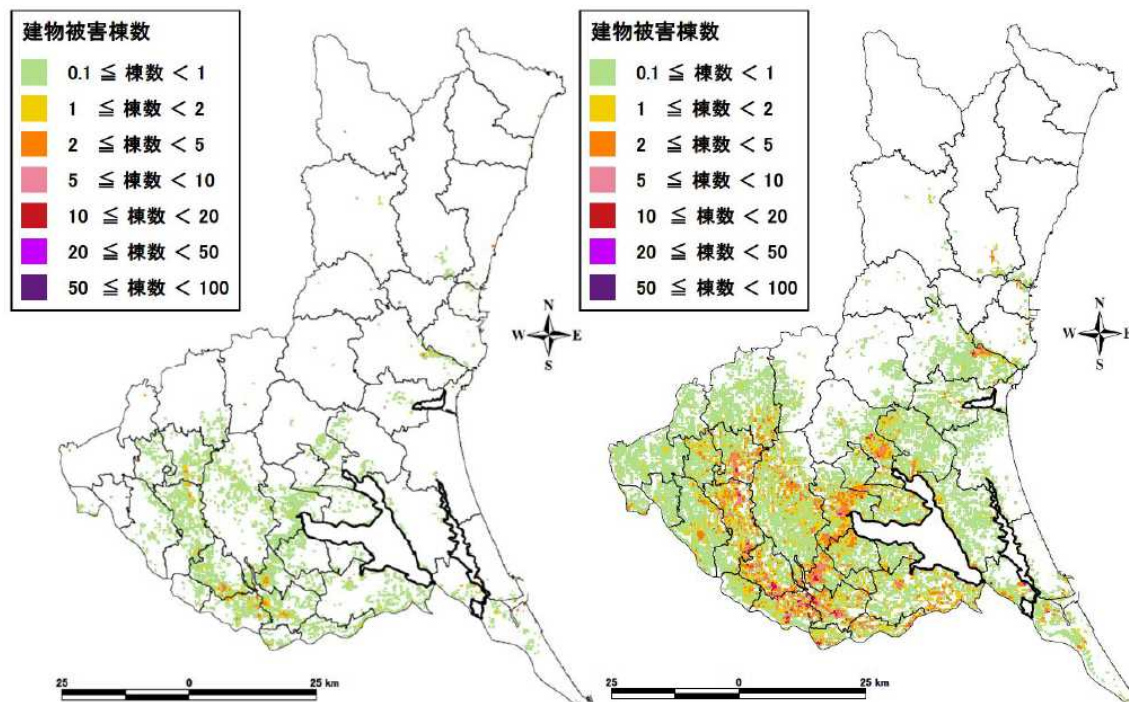 建物被害棟数
0.1 ≦ 棟数 < 1
1 ≦ 棟数 < 2
2 ≦ 棟数 < 5
5 ≦ 棟数 < 10
10 ≦ 棟数 < 20
20 ≦ 棟数 < 50
50 ≦ 棟数 < 100
N
W E
S
25 0 25 km
建物被害棟数
0.1 ≦ 棟数 < 1
1 ≦ 棟数 < 2
2 ≦ 棟数 < 5
5 ≦ 棟数 < 10
10 ≦ 棟数 < 20
20 ≦ 棟数 < 50
50 ≦ 棟数 < 100
N
W E
S
25 0 25 km